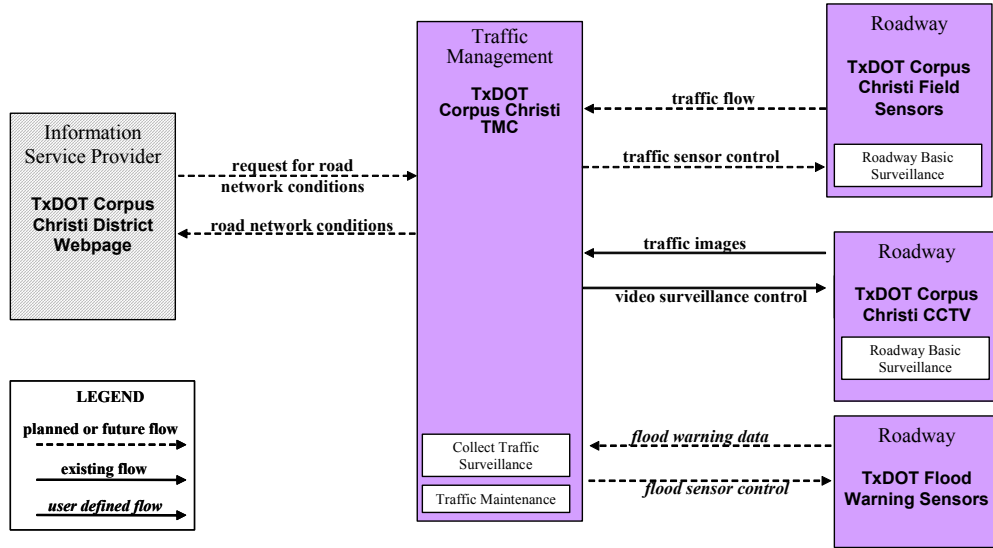 Information
Service Provider
TxDOT Corpus
Christi District
Webpage
request for road
network conditions
road network conditions
Traffic
Management
TxDOT
Corpus Christi
TMC
Collect Traffic
Surveillance
Traffic Maintenance
traffic flow
traffic sensor control
traffic images
video surveillance control
flood warning data
flood sensor control
Roadway
TxDOT Corpus
Christi Field
Sensors
Roadway Basic
Surveillance
Roadway
TxDOT Corpus
Christi CCTV
Roadway Basic
Surveillance
Roadway
TxDOT Flood
Warning Sensors
LEGEND
planned or future flow
existing flow
user defined flow